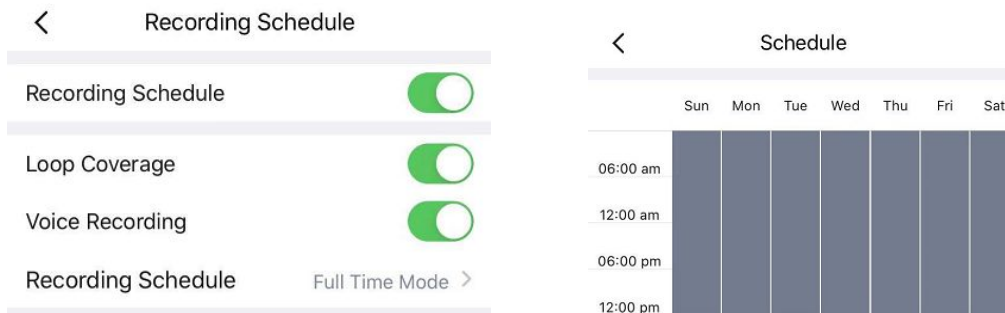 Recording Schedule
Recording Schedule
Loop Coverage
Voice Recording
Recording Schedule Full Time Mode
Schedule
Sun Mon Tue Wed Thu Fri Sat
06:00 am
12:00 am
06:00 pm
12:00 pm